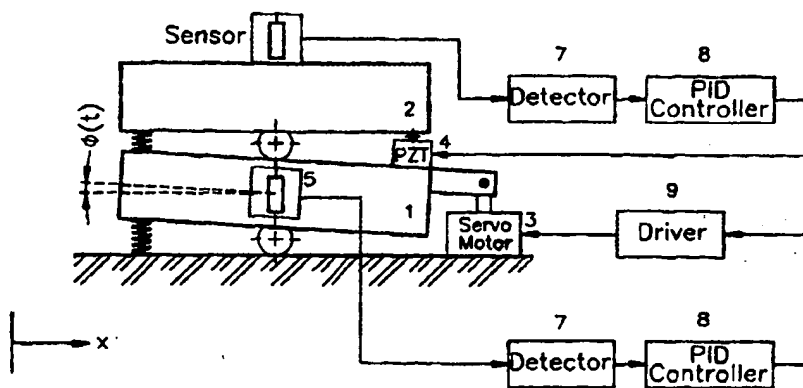 Sensor
7
8
Detector
PID
Controller
2
φ(t)
PZT
4
5
1
9
3
Servo
Motor
Driver
x
7
8
Detector
PID
Controller